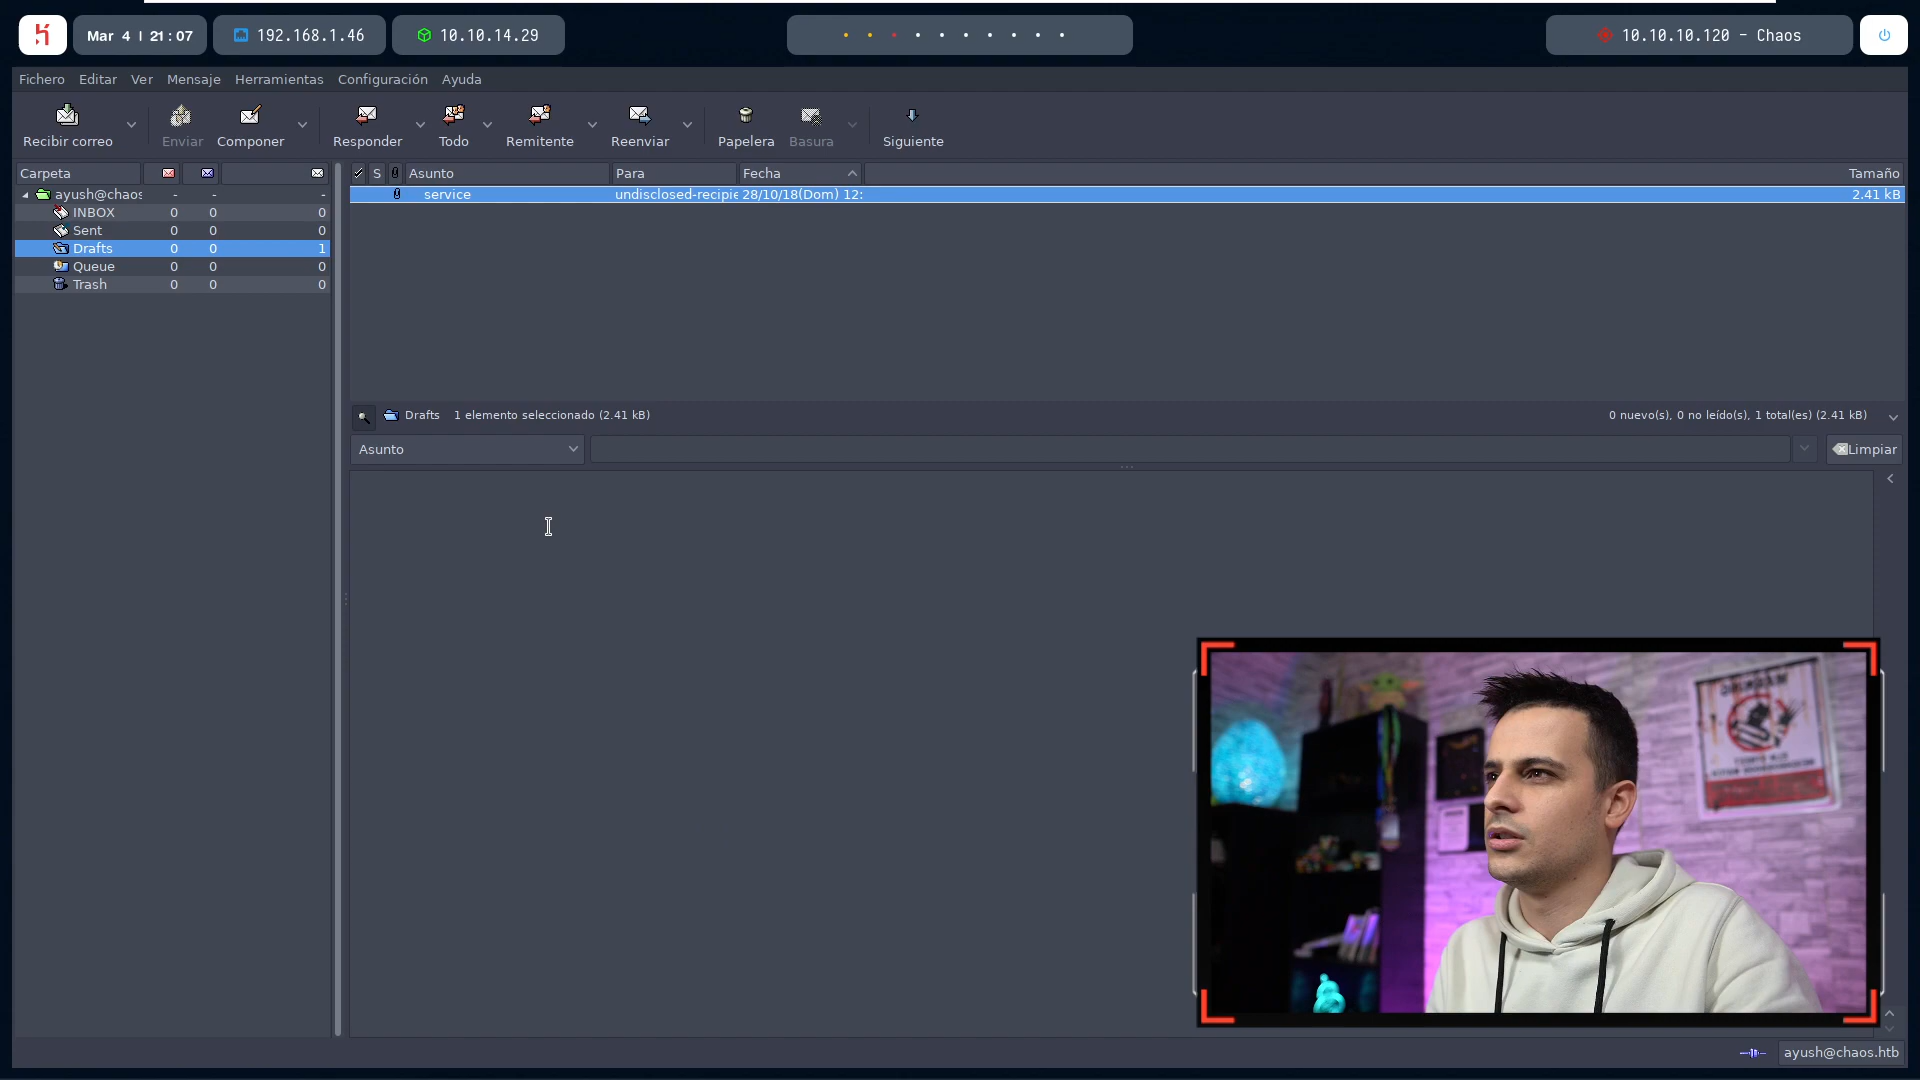 Mar 4 | 21:07
192.168.1.46
10.10.14.29
10.10.10.120 - Chaos
Fichero Editar Ver Mensaje Herramientas Configuración Ayuda
Recibir correo Enviar Componer Responder Todo Remitente Reenviar Papelera Basura Siguiente
Carpeta
S Asunto Para Fecha Tamaño
ayush@chaos - - -
service undisclosed-recipie 28/10/18(Dom) 12: 2.41 kB
INBOX 0 0 0
Sent 0 0 0
Drafts 0 0 1
Queue 0 0 0
Trash 0 0 0
Drafts 1 elemento seleccionado (2.41 kB) 0 nuevo(s), 0 no leído(s), 1 total(es) (2.41 kB)
Asunto Limpiar
ayush@chaos.htb